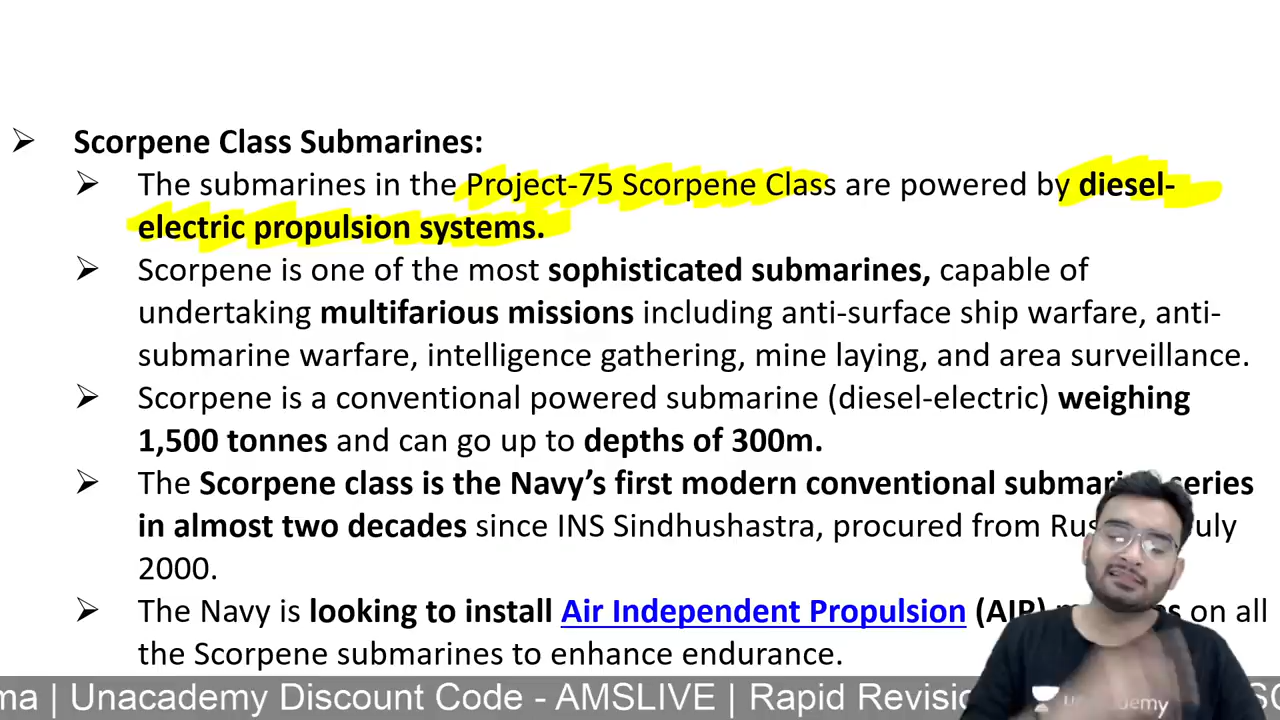 Scorpene Class Submarines:
The submarines in the Project-75 Scorpene Class are powered by diesel-
electric propulsion systems.
Scorpene is one of the most sophisticated submarines, capable of
undertaking multifarious missions including anti-surface ship warfare, anti-
submarine warfare, intelligence gathering, mine laying, and area surveillance.
Scorpene is a conventional powered submarine (diesel-electric) weighing
1,500 tonnes and can go up to depths of 300m.
The Scorpene class is the Navy's first modern conventional submarine series
in almost two decades since INS Sindhushastra, procured from uly
2000.
The Navy is looking to install Air Independent Propulsion (AIP) on all
the Scorpene submarines to enhance endurance.
ma | Unacademy Discount Code - AMSLIVE | Rapid Revisio
unacademy